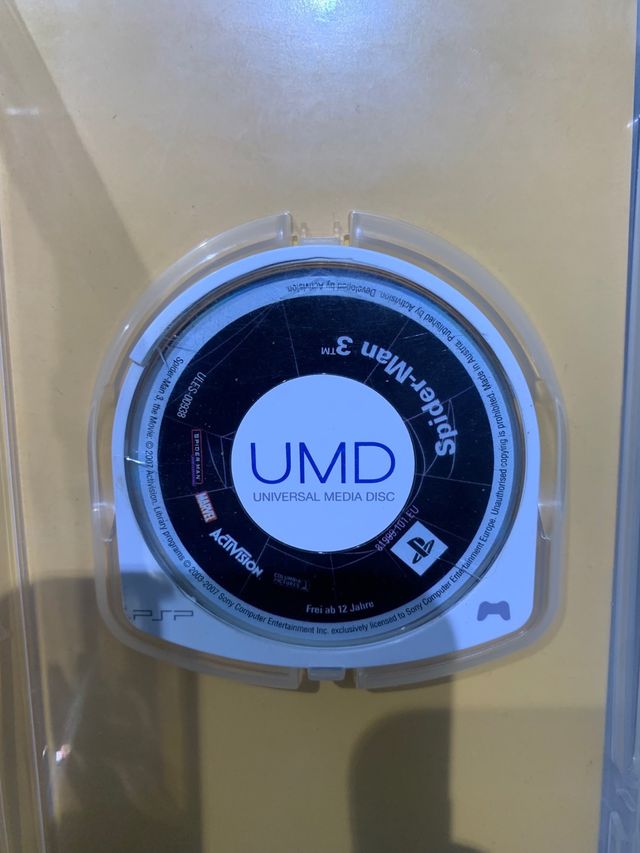 Spider-Man 3™
UMD
UNIVERSAL MEDIA DISC
ULES-00938
SPIDER-MAN
MARVEL
ACTIVISION
COLUMBIA
PICTURES
Frei ab 12 Jahre
81999.101.EU
Spider-Man 3, the Movie: © 2007 Activision. Library programs © 2003-2007 Sony Computer Entertainment Inc. exclusively licensed to Sony Computer Entertainment Europe. Unauthorised copying is prohibited. Made in Austria. Published by Activision. Developed by Activision.
PSP